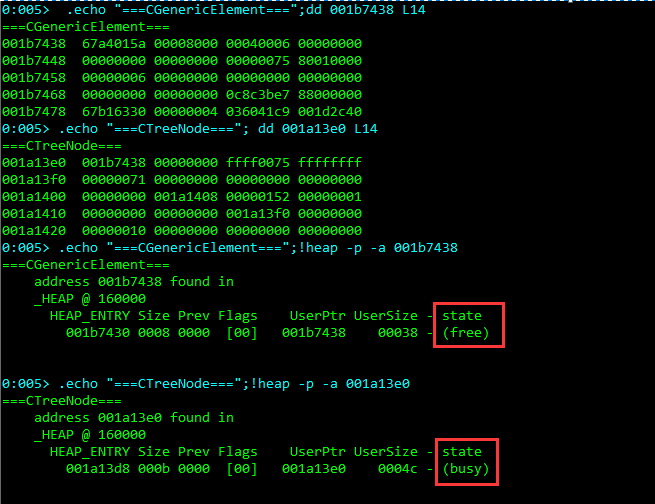 0:005> .echo "===CGenericElement===";dd 001b7438 L14
===CGenericElement===
001b7438 67a4015a 00008000 00040006 00000000
001b7448 00000000 00000000 00000075 80010000
001b7458 00000006 00000000 00000000 00000000
001b7468 00000000 00000000 0c8c3be7 88000000
001b7478 67b16330 00000004 036041c9 001d2c40
0:005> .echo "===CTreeNode==="; dd 001a13e0 L14
===CTreeNode===
001a13e0 001b7438 00000000 ffff0075 ffffffff
001a13f0 00000071 00000000 00000000 00000000
001a1400 00000000 001a1408 00000152 00000001
001a1410 00000000 00000000 001a13f0 00000000
001a1420 00000010 00000000 00000000 00000000
0:005> .echo "===CGenericElement===";!heap -p -a 001b7438
===CGenericElement===
address 001b7438 found in
_HEAP @ 160000
HEAP_ENTRY Size Prev Flags UserPtr UserSize - state
001b7430 0008 0000 [00] 001b7438 00038 - (free)
0:005> .echo "===CTreeNode===";!heap -p -a 001a13e0
===CTreeNode===
address 001a13e0 found in
_HEAP @ 160000
HEAP_ENTRY Size Prev Flags UserPtr UserSize - state
001a13d8 000b 0000 [00] 001a13e0 0004c - (busy)